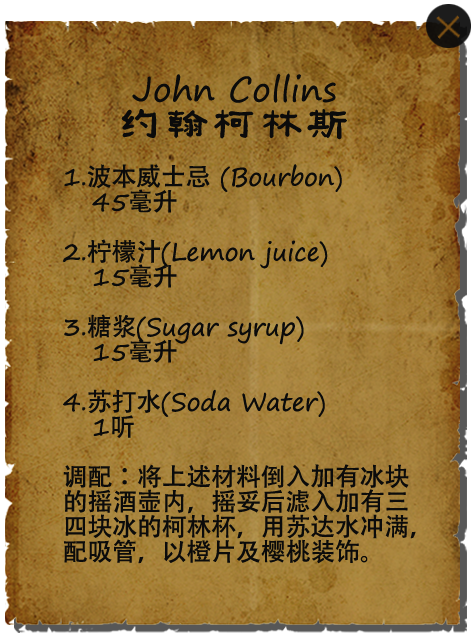 John Collins
约翰柯林斯
1.波本威士忌 (Bourbon)
45毫升
2.柠檬汁(Lemon juice)
15毫升
3.糖浆(Sugar syrup)
15毫升
4.苏打水(Soda Water)
1听
调配：将上述材料倒入加有冰块
的摇酒壶内，摇妥后滤入加有三
四块冰的柯林杯，用苏达水冲满，
配吸管，以橙片及樱桃装饰。